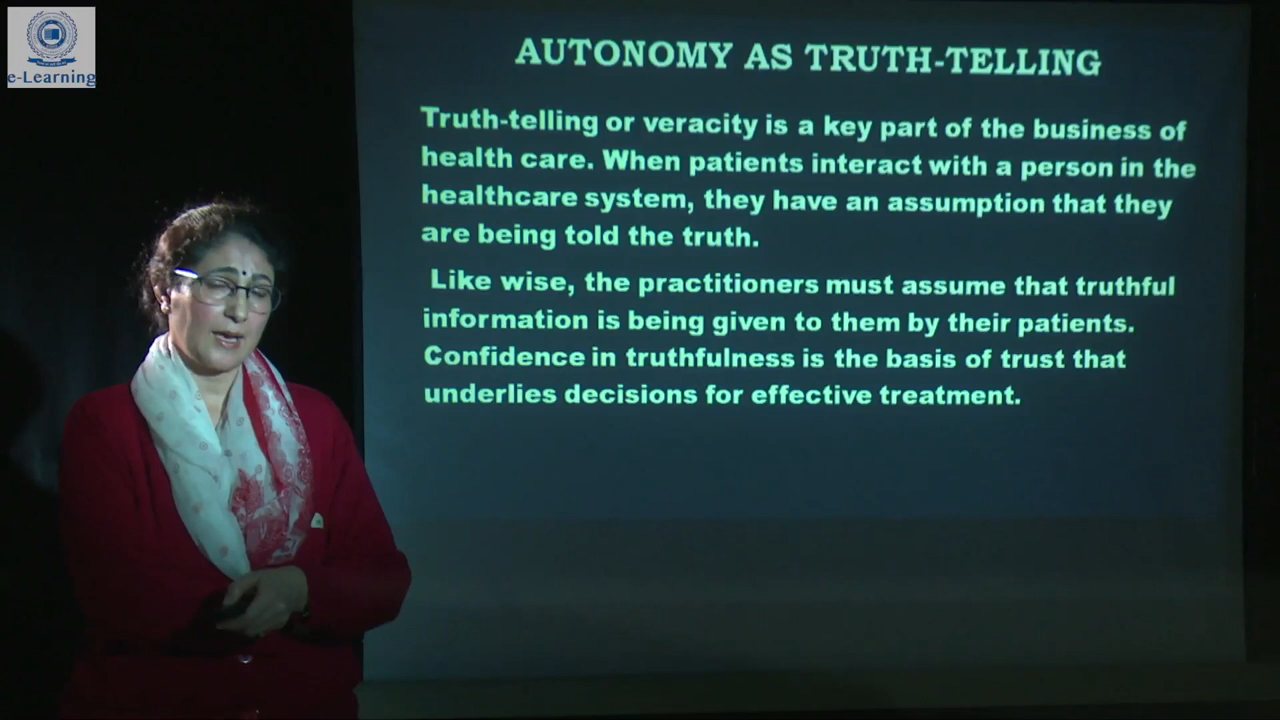 e-Learning
AUTONOMY AS TRUTH-TELLING
Truth-telling or veracity is a key part of the business of
health care. When patients interact with a person in the
healthcare system, they have an assumption that they
are being told the truth.
Like wise, the practitioners must assume that truthful
information is being given to them by their patients.
Confidence in truthfulness is the basis of trust that
underlies decisions for effective treatment.